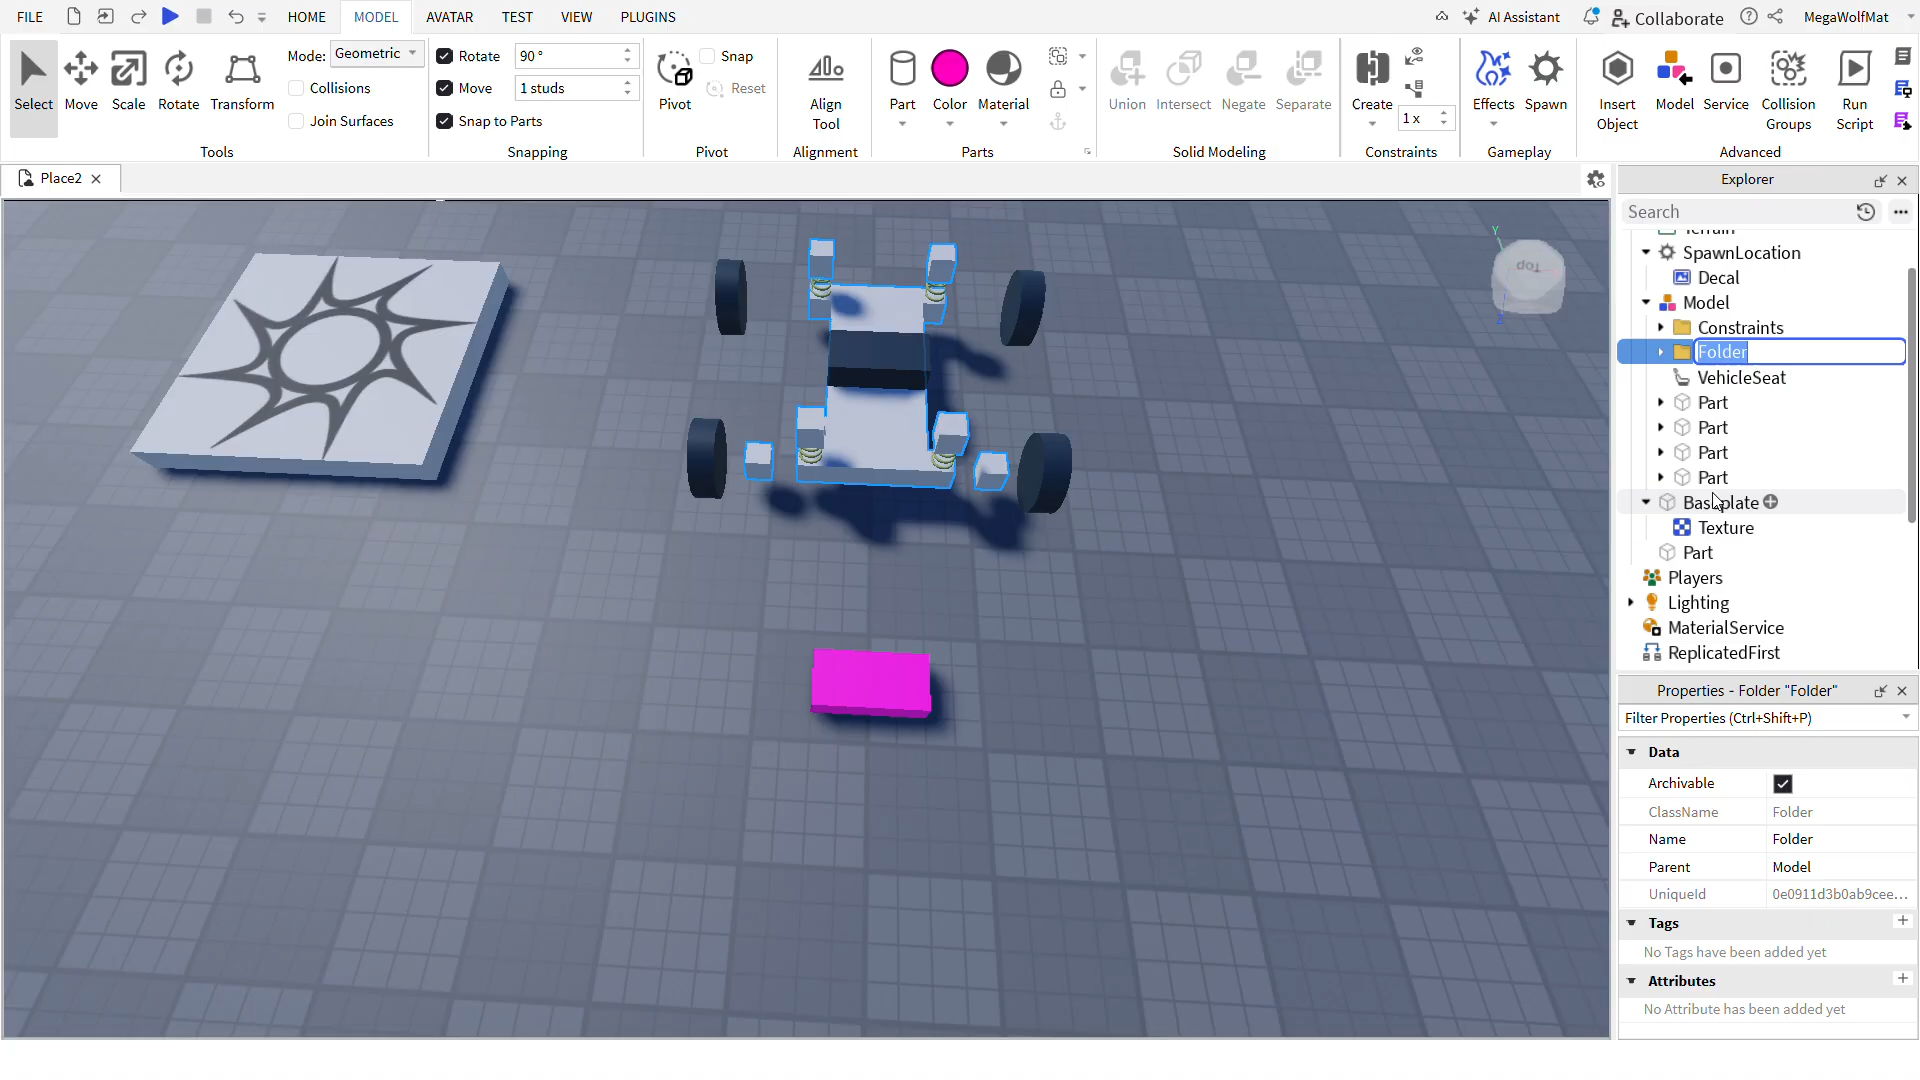 FILE HOME MODEL AVATAR TEST VIEW PLUGINS AI Assistant Collaborate MegaWolfMat
Select Move Scale Rotate Transform
Mode: Geometric
Collisions
Join Surfaces
Tools
Rotate 90 °
Move 1 studs
Snap to Parts
Snapping
Pivot Snap
Reset
Pivot
Align
Tool
Alignment
Part Color Material
Parts
Union Intersect Negate Separate
Solid Modeling
Create 1 x
Constraints
Effects Spawn
Gameplay
Insert
Object
Model Service Collision
Groups
Run
Script
Advanced
Place2
Top
Y
Z
Explorer
Search
Terrain
SpawnLocation
Decal
Model
Constraints
Folder
VehicleSeat
Part
Part
Part
Part
Baseplate
Texture
Part
Players
Lighting
MaterialService
ReplicatedFirst
Properties - Folder "Folder"
Filter Properties (Ctrl+Shift+P)
Data
Archivable
ClassName Folder
Name Folder
Parent Model
UniqueId 0e0911d3b0ab9cee...
Tags
No Tags have been added yet
Attributes
No Attribute has been added yet